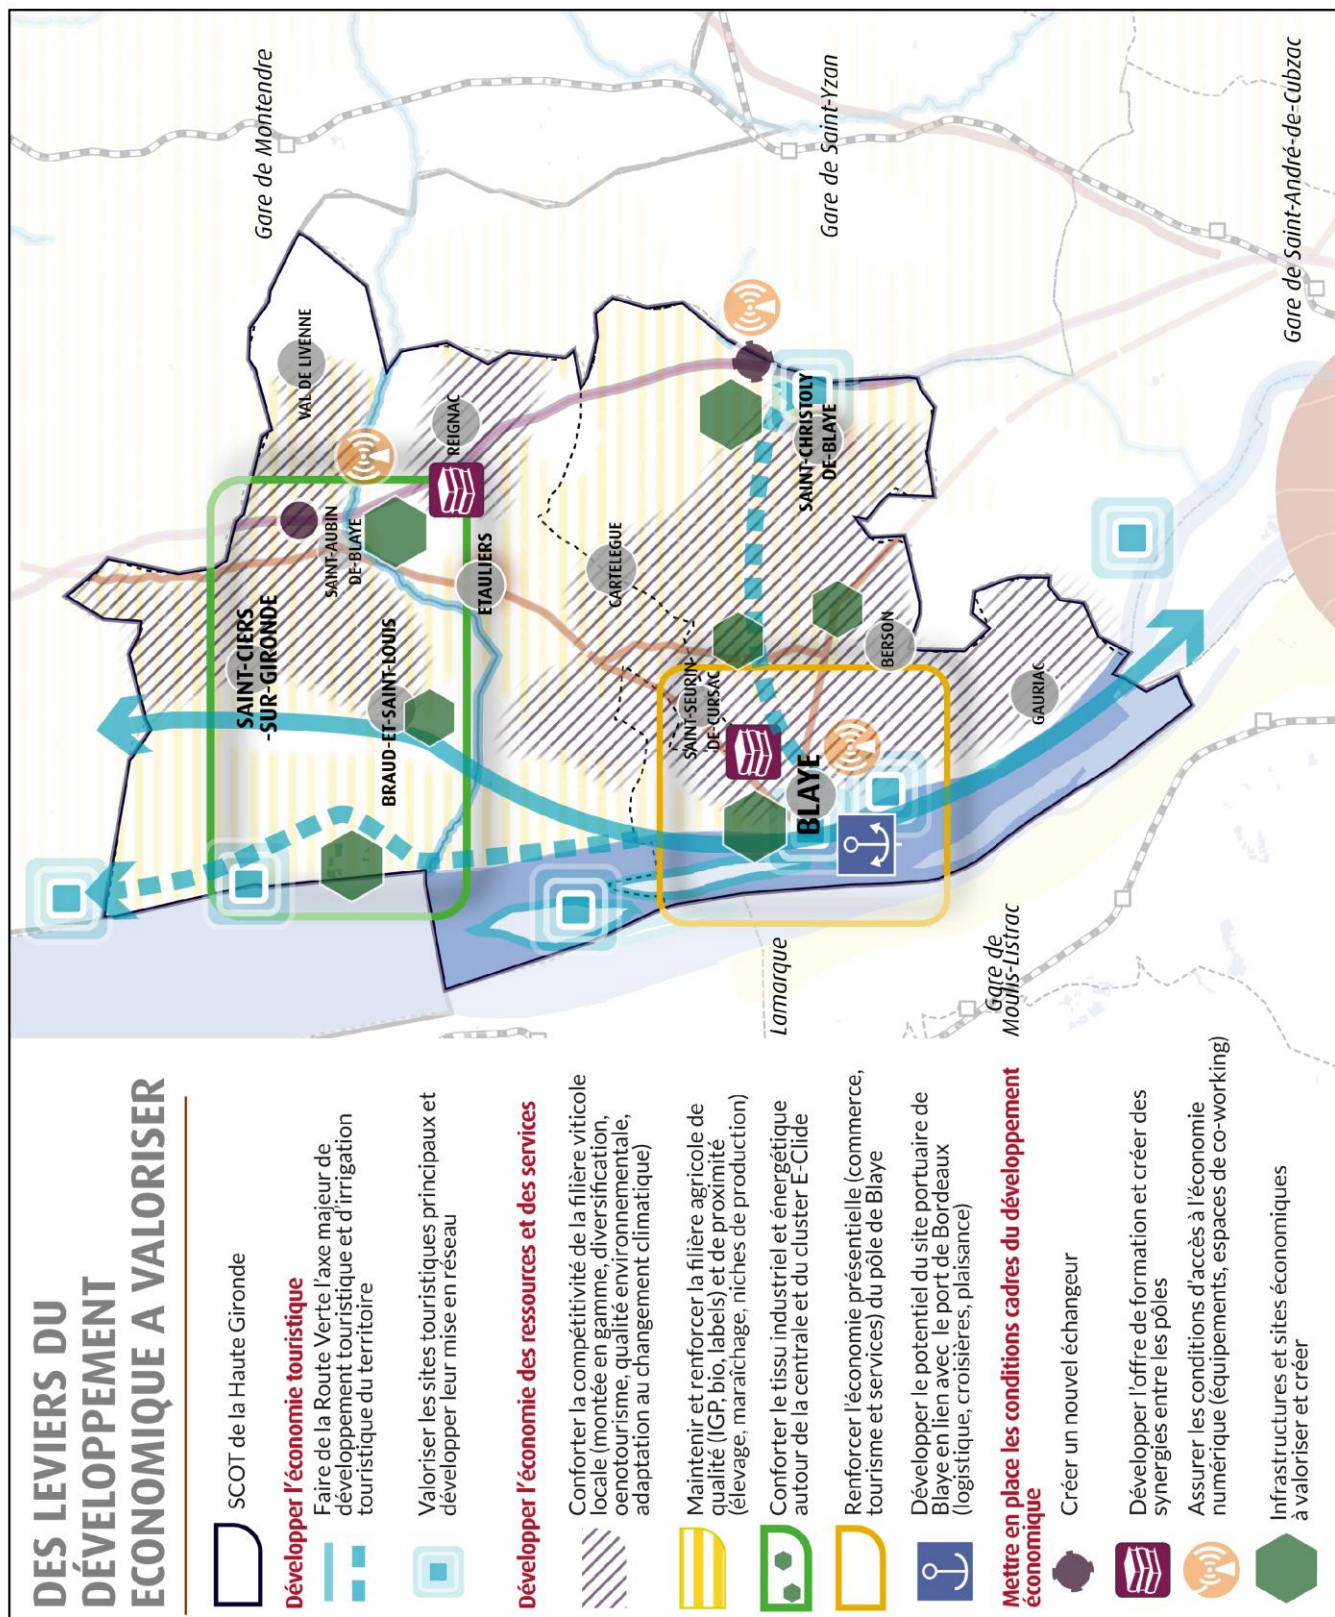 DES LEVIERS DU
DÉVELOPPEMENT
ECONOMIQUE A VALORISER
SCOT de la Haute Gironde
Développer l'économie touristique
Faire de la Route Verte l'axe majeur de
développement touristique et d'irrigation
touristique du territoire
Valoriser les sites touristiques principaux et
développer leur mise en réseau
Développer l'économie des ressources et des services
Conforter la compétitivité de la filière viticole
locale (montée en gamme, diversification,
oenotourisme, qualité environnementale,
adaptation au changement climatique)
Maintenir et renforcer la filière agricole de
qualité (IGP, bio, labels) et de proximité
(élevage, maraîchage, niches de production)
Conforter le tissu industriel et énergétique
autour de la centrale et du cluster E-Clide
Renforcer l'économie présentielle (commerce,
tourisme et services) du pôle de Blaye
Développer le potentiel du site portuaire de
Blaye en lien avec le port de Bordeaux
(logistique, croisières, plaisance)
Mettre en place les conditions cadres du développement
économique
Créer un nouvel échangeur
Développer l'offre de formation et créer des
synergies entre les pôles
Assurer les conditions d'accès à l'économie
numérique (équipements, espaces de co-working)
Infrastructures et sites économiques
à valoriser et créer
Gare de Montendre
VAL DE LIVENNE
SAINT-CIERS
-SUR-GIRONDE
SAINT-AUBIN
DE-BLAYE
REIGNAC
BRAUD-ET-SAINT-LOUIS
ETAULIERS
CARTELEGUE
SAINT-SEURIN-
DE-CURSAC
BLAYE
BERSON
SAINT-CHRISTOLY
DE-BLAYE
GAURIAC
Gare de Saint-Yzan
Lamarque
Gare de
Moulis-Listrac
Gare de Saint-André-de-Cubzac